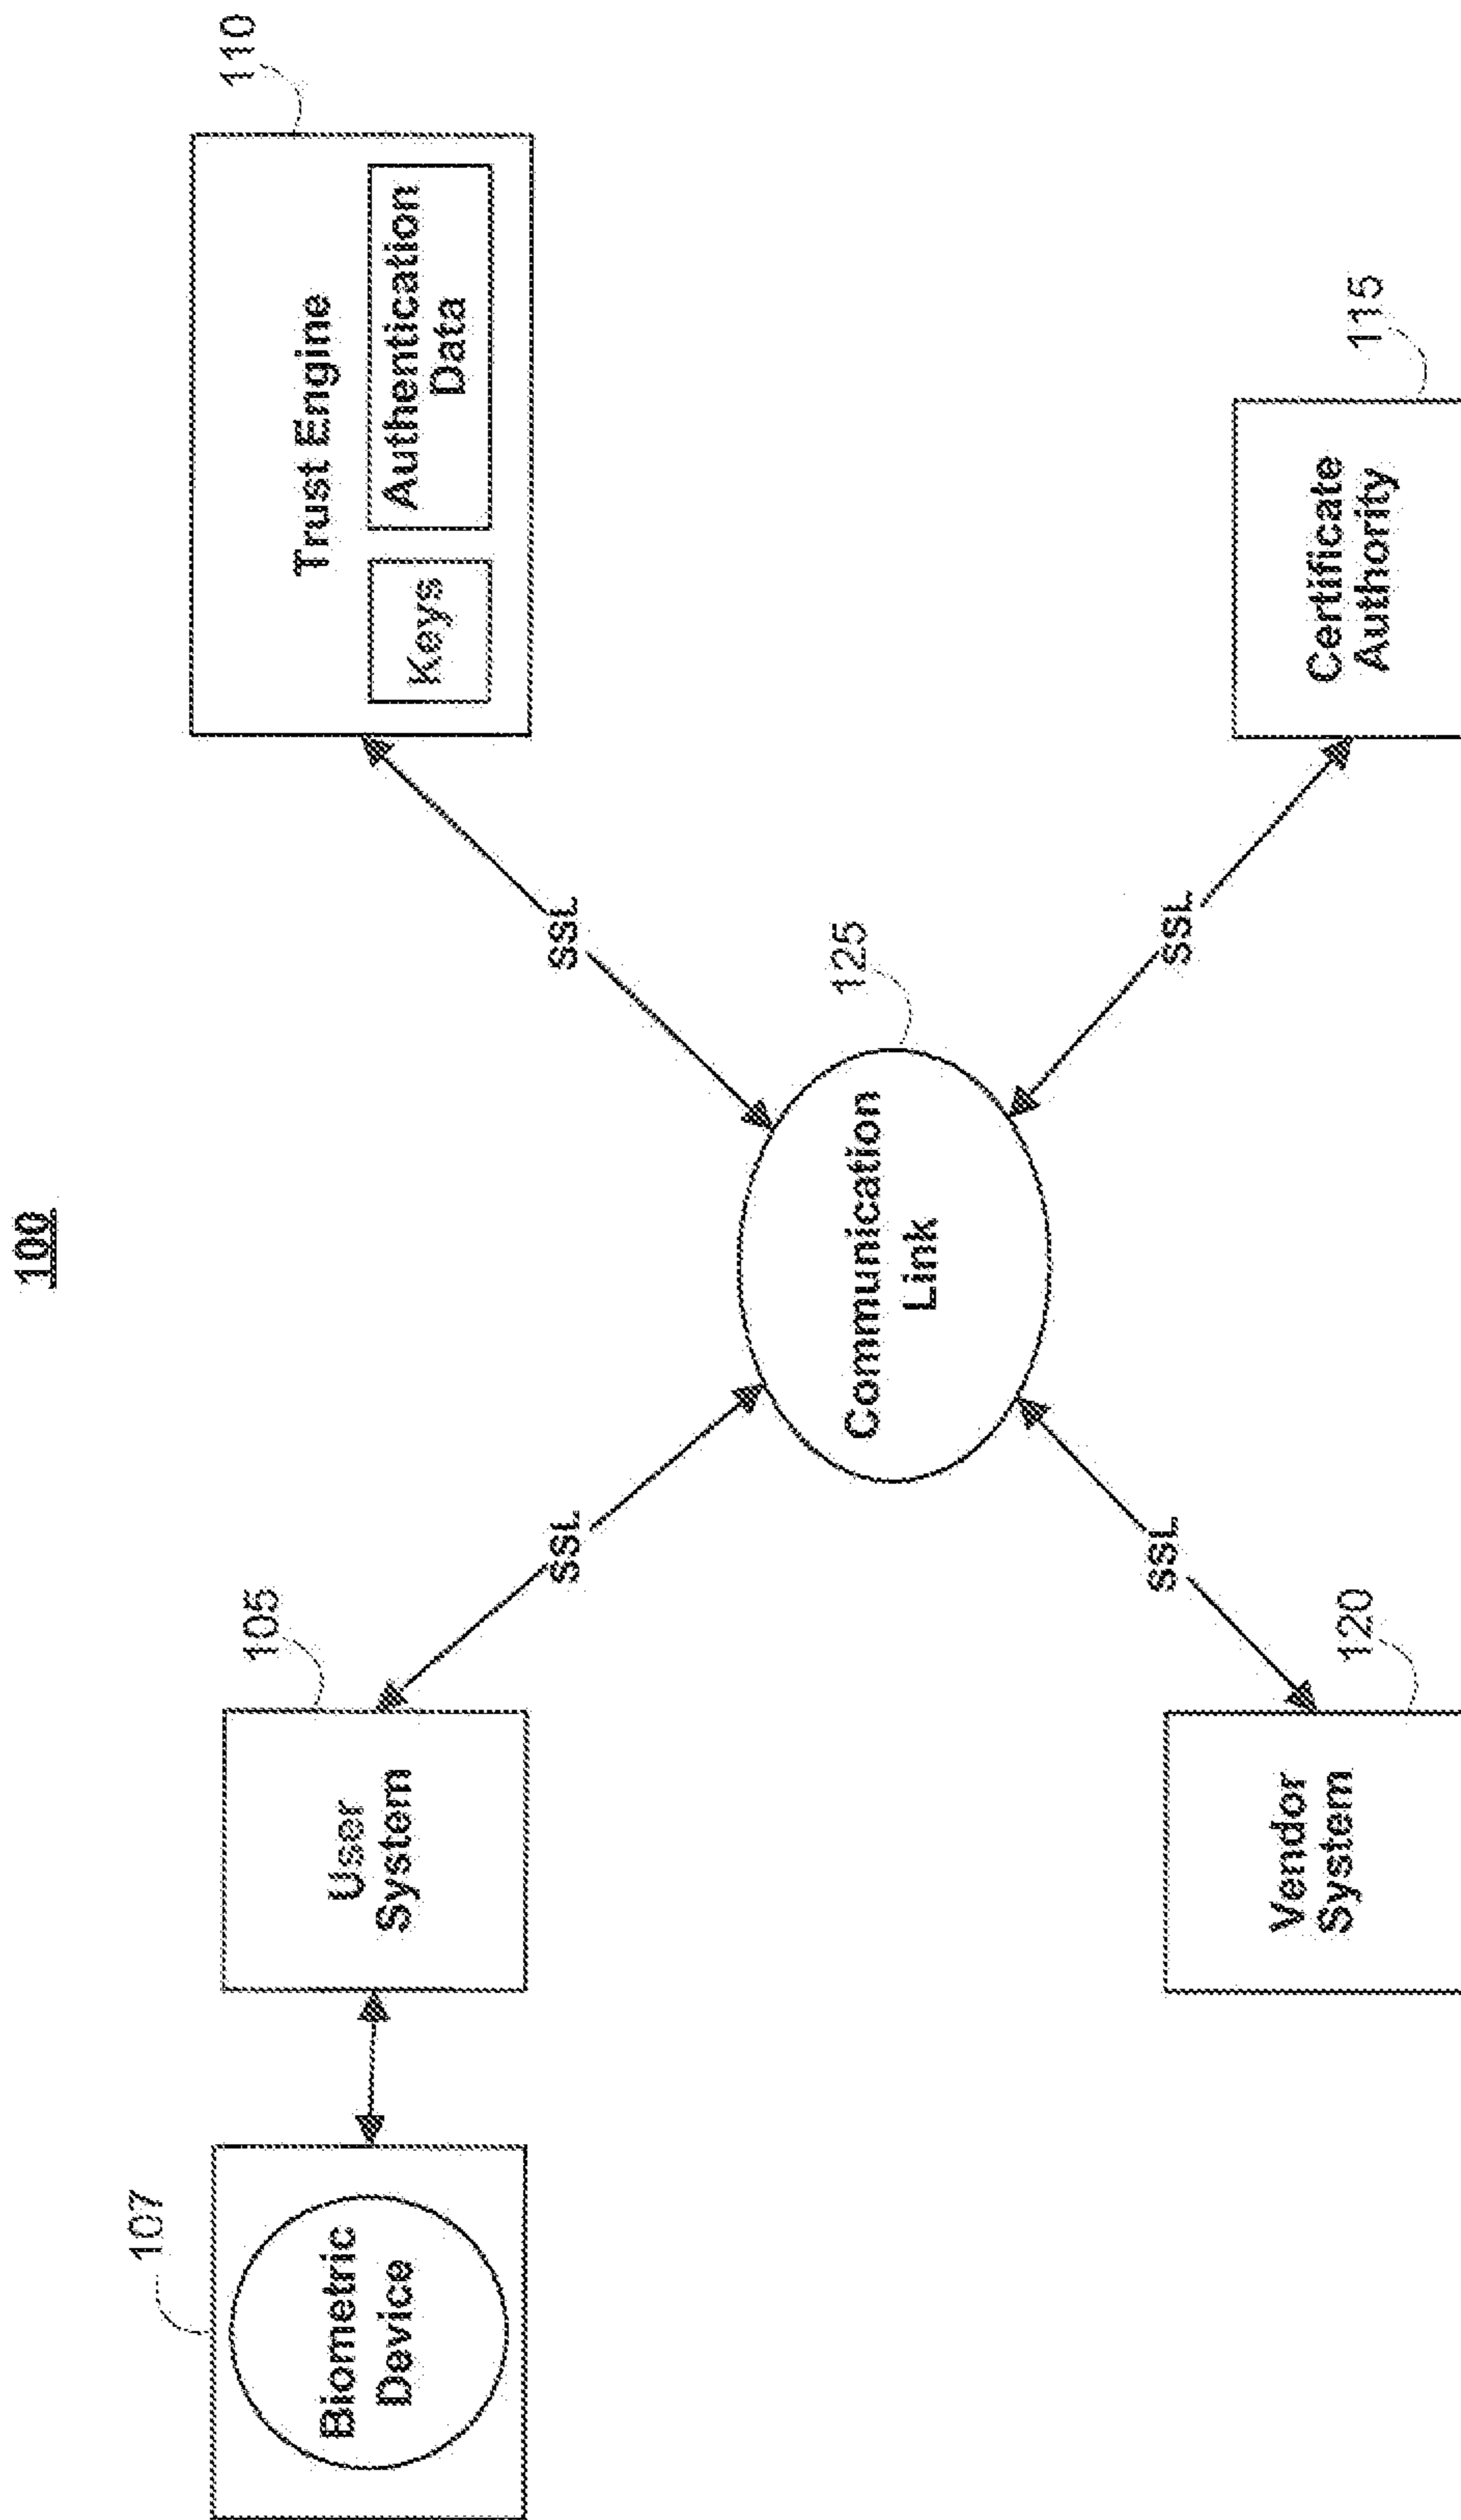 100
110
Trust Engine
Keys
Authentication
Data
105
User
System
107
Biometric
Device
SSL
SSL
125
Communication
Link
SSL
SSL
120
Vendor
System
115
Certificate
Authority